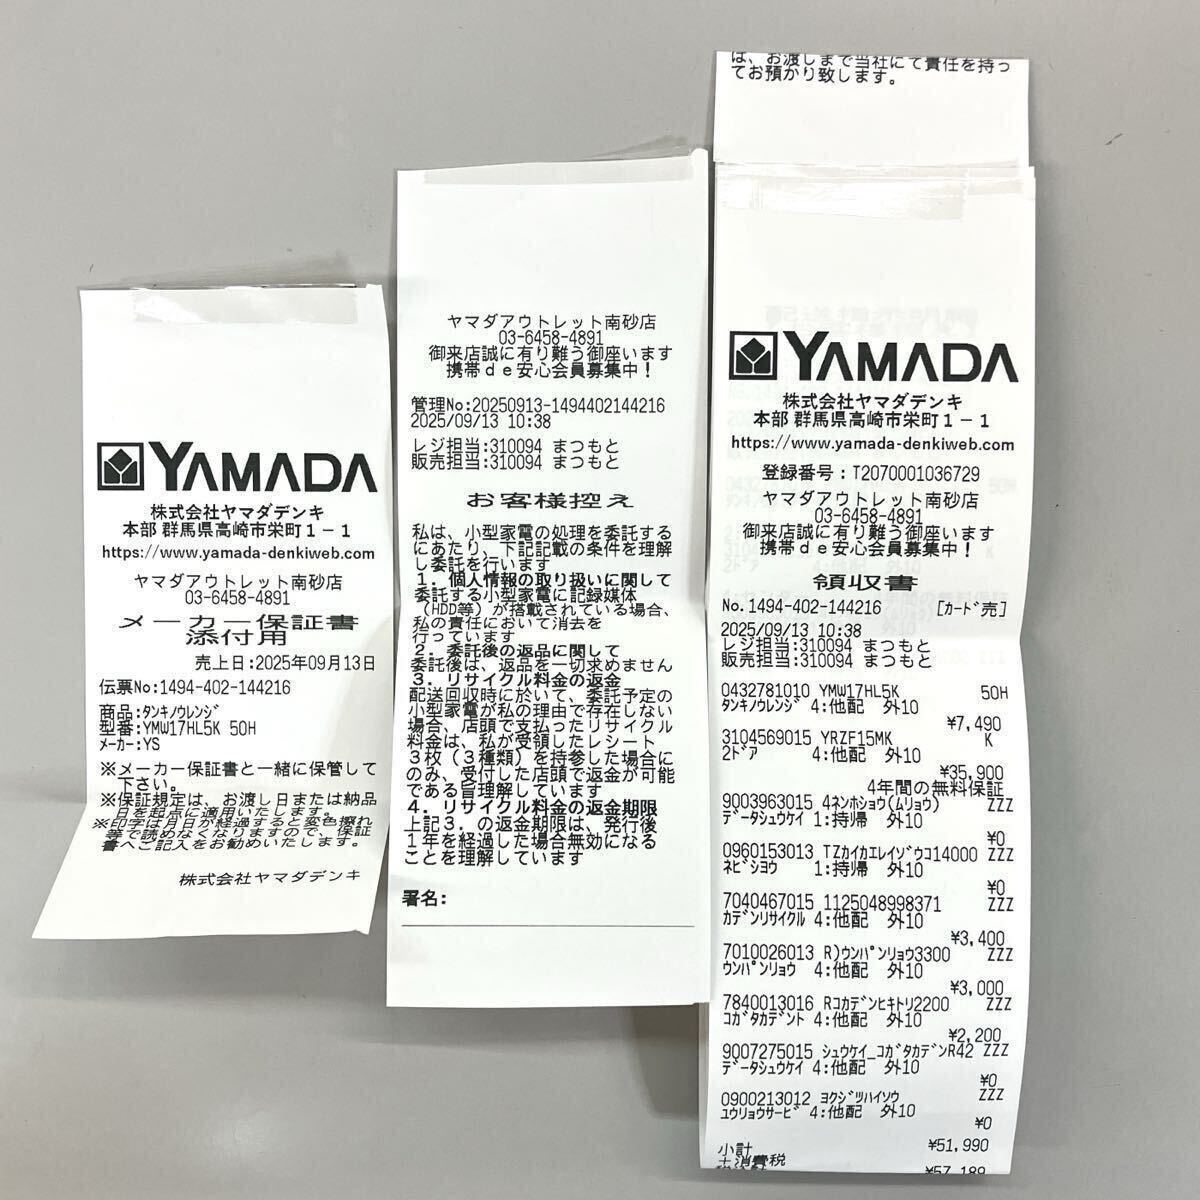 YAMADA
株式会社ヤマダデンキ
本部 群馬県高崎市栄町1-1
https://www.yamada-denkiweb.com
ヤマダアウトレット南砂店
03-6458-4891
メーカー保証書
添付用
売上日:2025年09月13日
伝票No:1494-402-144216
商品:タンキノウレンジ
型番:YMW17HL5K 50H
メーカー:YS
※メーカー保証書と一緒に保管して
下さい。
※保証規定は、お渡し日または納品
日を起点に適用いたします。
※印字は月日が経過すると変色擦れ
等で読めなくなりますので、保証
書へご記入をお勧めいたします。
株式会社ヤマダデンキ
ヤマダアウトレット南砂店
03-6458-4891
御来店誠に有り難う御座います
携帯de安心会員募集中!
管理No:20250913-1494402144216
2025/09/13 10:38
レジ担当:310094 まつもと
販売担当:310094 まつもと
お客様控え
私は、小型家電の処理を委託する
にあたり、下記記載の条件を理解
し委託を行います
1.個人情報の取り扱いに関して
委託する小型家電に記録媒体
(HDD等)が搭載されている場合、
私の責任において消去を
行っています
2.委託後の返品に関して
委託後は、返品を一切求めません
3.リサイクル料金の返金
配送回収時に於いて、委託予定の
小型家電が私の理由で存在しない
場合、店頭で支払ったリサイクル
料金は、私が受領したレシート
3枚(3種類)を持参した場合に
のみ、受付した店頭で返金が可能
である旨理解しています
4.リサイクル料金の返金期限
上記3.の返金期限は、発行後
1年を経過した場合無効になる
ことを理解しています
署名:
は、お渡しまで当社にて責任を持っ
てお預かり致します。
YAMADA
株式会社ヤマダデンキ
本部 群馬県高崎市栄町1-1
https://www.yamada-denkiweb.com
登録番号:T2070001036729
ヤマダアウトレット南砂店
03-6458-4891
御来店誠に有り難う御座います
携帯de安心会員募集中!
領収書
No.1494-402-144216 [カード売]
2025/09/13 10:38
レジ担当:310094 まつもと
販売担当:310094 まつもと
0432781010 YMW17HL5K 50H
タンキノウレンジ 4:他配 外10
¥7,490
3104569015 YRZF15MK K
2ドア 4:他配 外10
¥35,900
4年間の無料保証
9003963015 4ネンホショウ(ムリョウ) ZZZ
データシュウケイ 1:持リ帰 外10
¥0
0960153013 TZカイカエレイゾウコ14000 ZZZ
ネビショウ 1:持リ帰 外10
¥0
7040467015 1125048998371 ZZZ
カデンリサイクル 4:他配 外10
¥3,400
7010026013 R)ウンパンリョウ3300 ZZZ
ウンパンリョウ 4:他配 外10
¥3,000
7840013016 Rコカデンヒキトリ2200 ZZZ
コガタカデント 4:他配 外10
¥2,200
9007275015 シュウケイ_コガタカデンR42 ZZZ
データシュウケイ 4:他配 外10
¥0
0900213012 ヨクジツハイソウ ZZZ
ユウリョウサービ 4:他配 外10
¥0
小計 ¥51,990
消費税
¥57,189